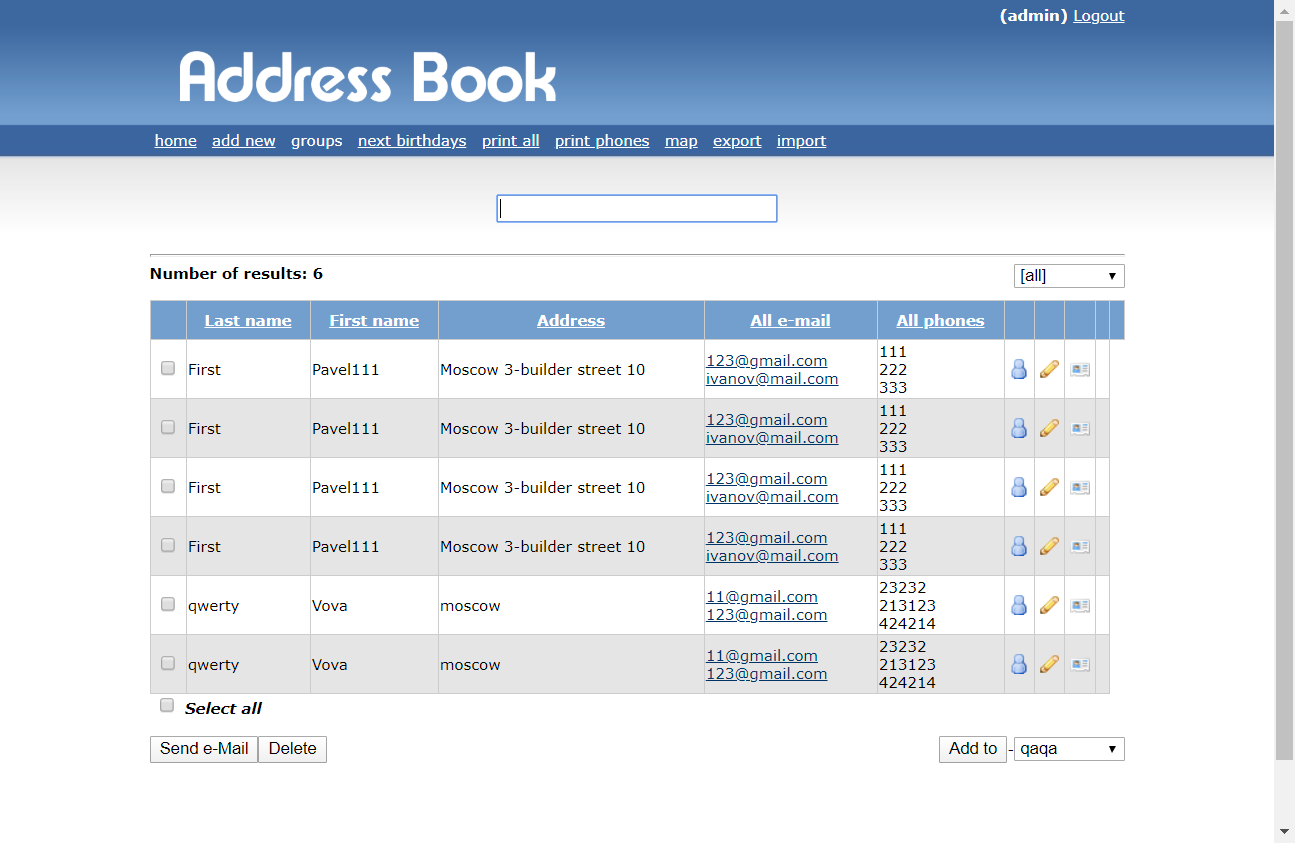 (admin) Logout
Address Book
home add new groups next birthdays print all print phones map export import
Number of results: 6
[all]
Last name First name Address All e-mail All phones
First Pavel111 Moscow 3-builder street 10 123@gmail.com ivanov@mail.com 111 222 333
First Pavel111 Moscow 3-builder street 10 123@gmail.com ivanov@mail.com 111 222 333
First Pavel111 Moscow 3-builder street 10 123@gmail.com ivanov@mail.com 111 222 333
First Pavel111 Moscow 3-builder street 10 123@gmail.com ivanov@mail.com 111 222 333
qwerty Vova moscow 11@gmail.com 123@gmail.com 23232 213123 424214
qwerty Vova moscow 11@gmail.com 123@gmail.com 23232 213123 424214
Select all
Send e-Mail Delete Add to - qaqa